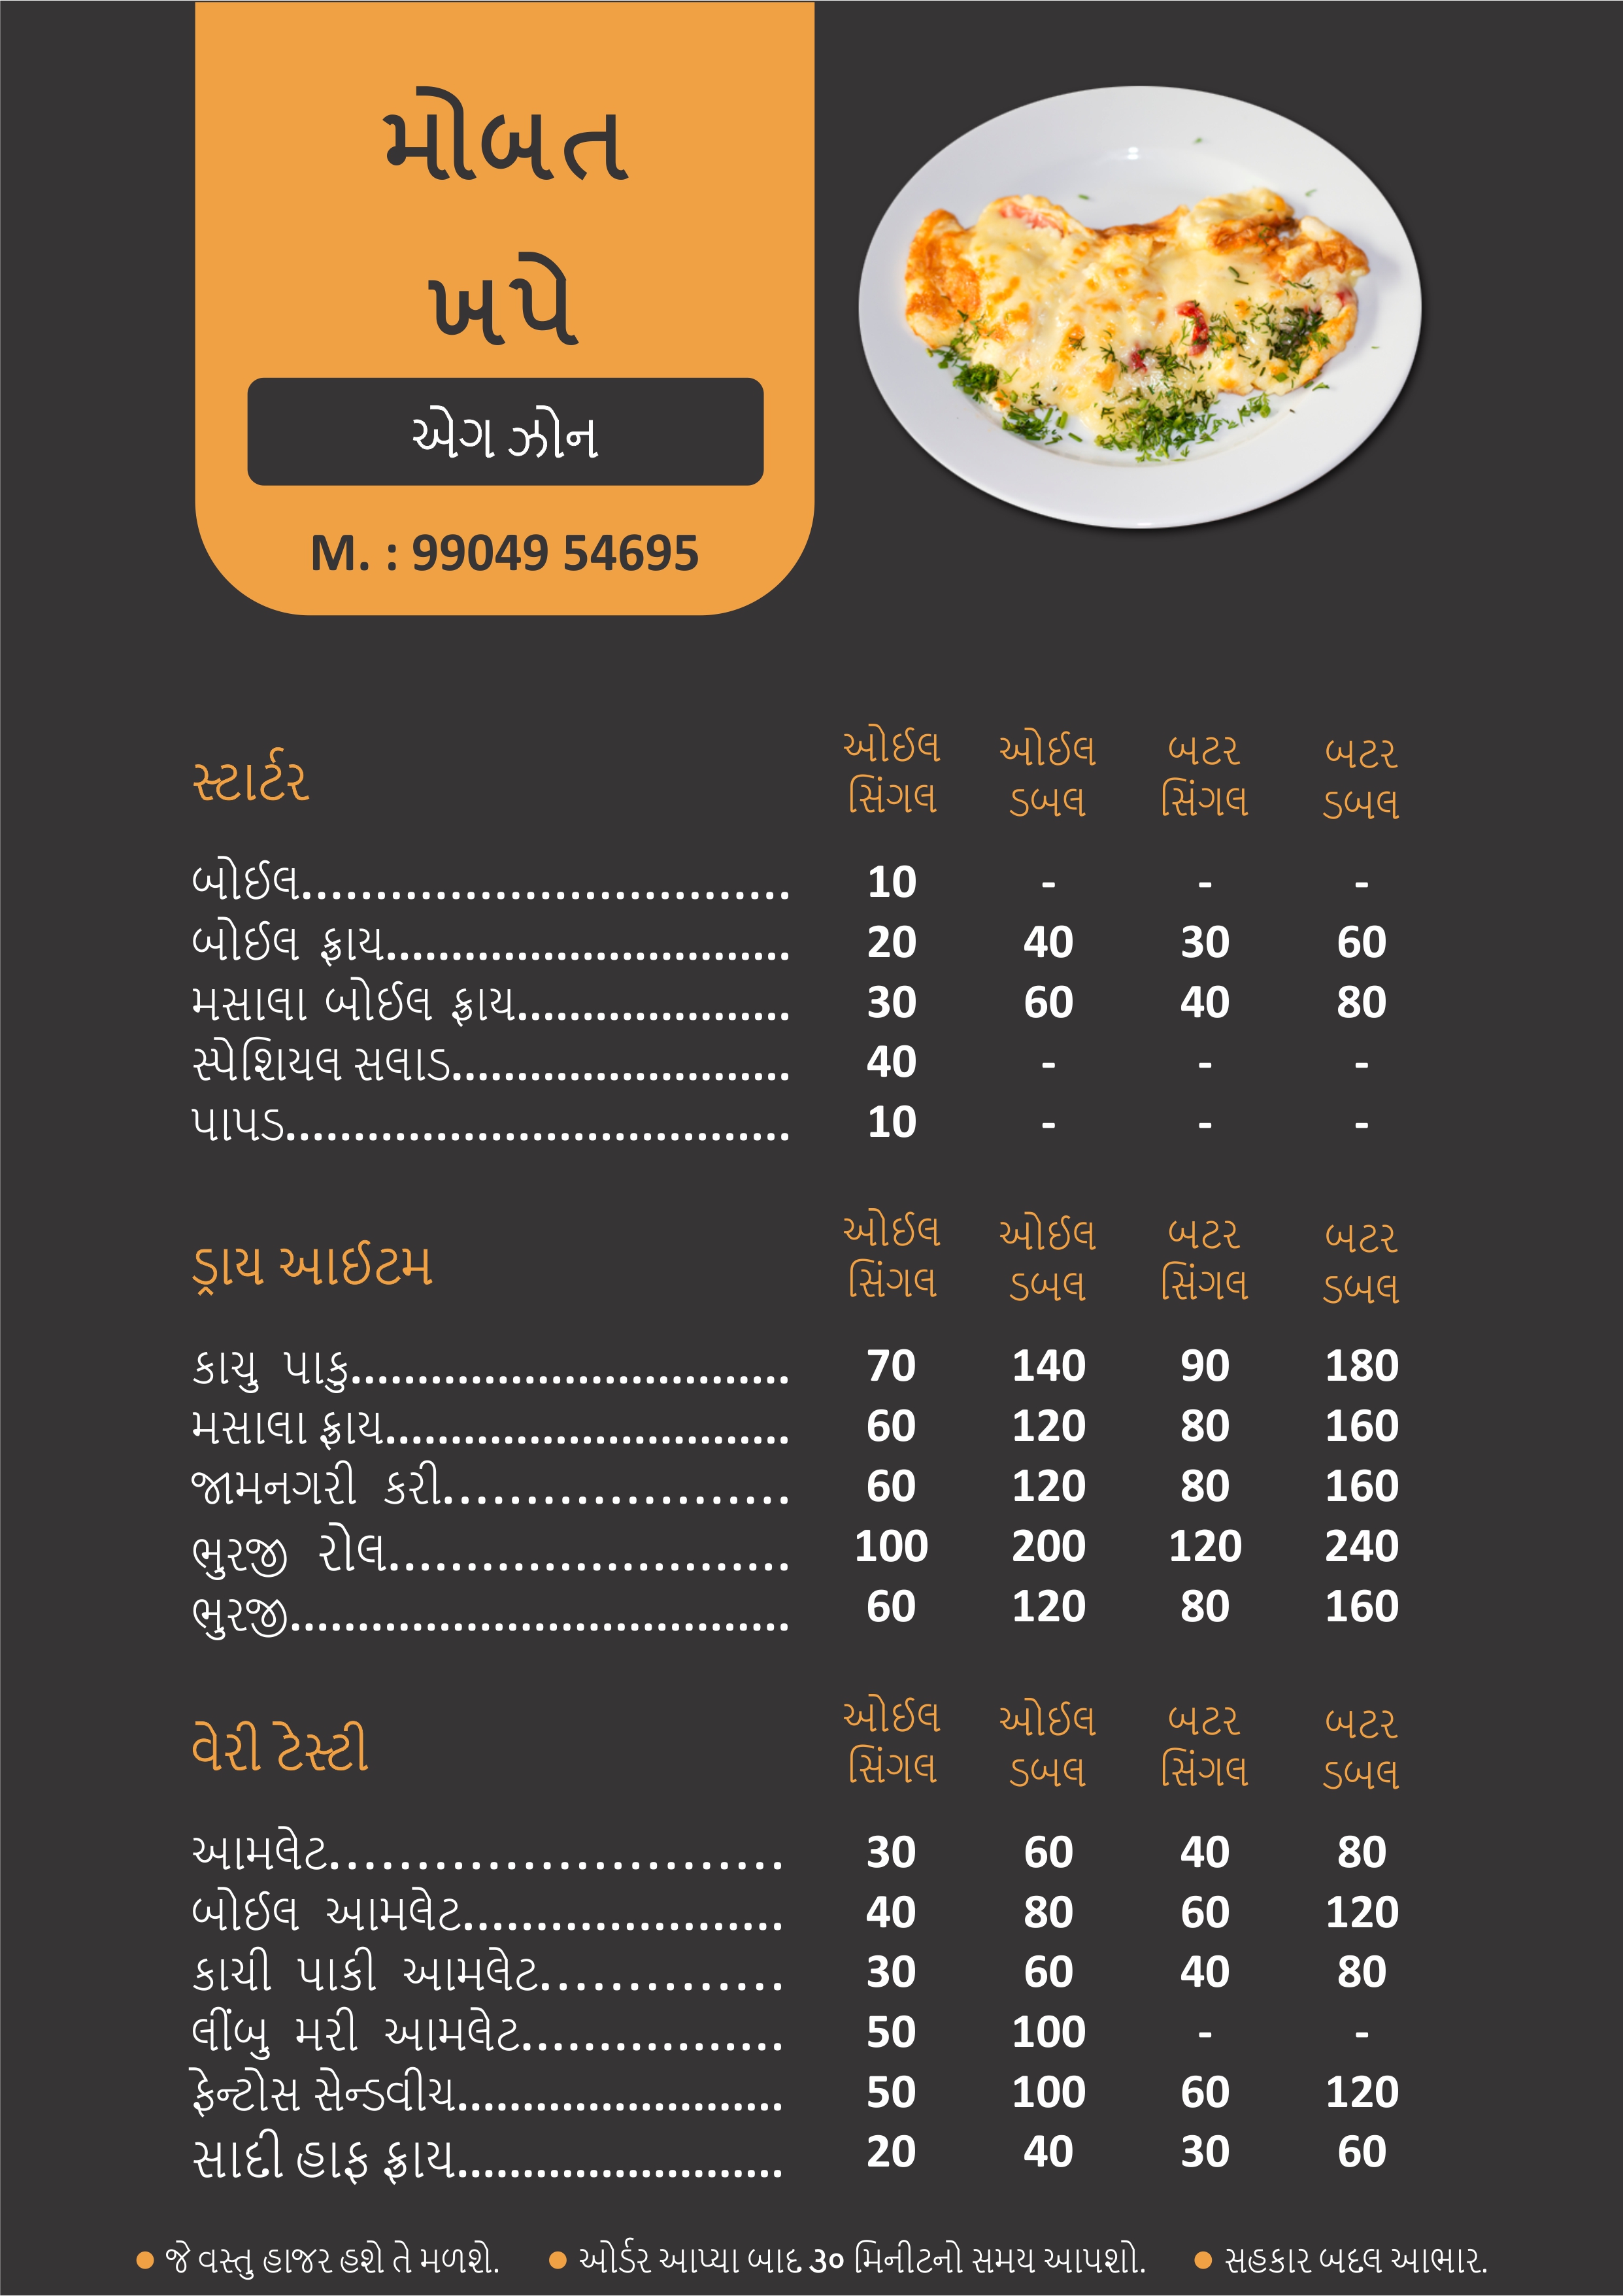 મોબત
ખપે
એગ ઝોન
M. : 99049 54695
સ્ટાર્ટર ઓઈલ સિંગલ ઓઈલ ડબલ બટર સિંગલ બટર ડબલ
બોઈલ................................. 10 - - -
બોઈલ ફ્રાય.............................. 20 40 30 60
મસાલા બોઈલ ફ્રાય..................... 30 60 40 80
સ્પેશિયલ સલાડ......................... 40 - - -
પાપડ..................................... 10 - - -
ડ્રાય આઈટમ ઓઈલ સિંગલ ઓઈલ ડબલ બટર સિંગલ બટર ડબલ
કાચુ પાકુ................................. 70 140 90 180
મસાલા ફ્રાય.............................. 60 120 80 160
જામનગરી કરી...................... 60 120 80 160
ભુરજી રોલ.......................... 100 200 120 240
ભુરજી..................................... 60 120 80 160
વેરી ટેસ્ટી ઓઈલ સિંગલ ઓઈલ ડબલ બટર સિંગલ બટર ડબલ
આમલેટ.......................... 30 60 40 80
બોઈલ આમલેટ...................... 40 80 60 120
કાચી પાકી આમલેટ.............. 30 60 40 80
લીંબુ મરી આમલેટ................. 50 100 - -
ફેન્ટોસ સેન્ડવીચ......................... 50 100 60 120
સાદી હાફ ફ્રાય......................... 20 40 30 60
● જે વસ્તુ હાજર હશે તે મળશે. ● ઓર્ડર આપ્યા બાદ ૩૦ મિનીટનો સમય આપશો. ● સહકાર બદલ આભાર.